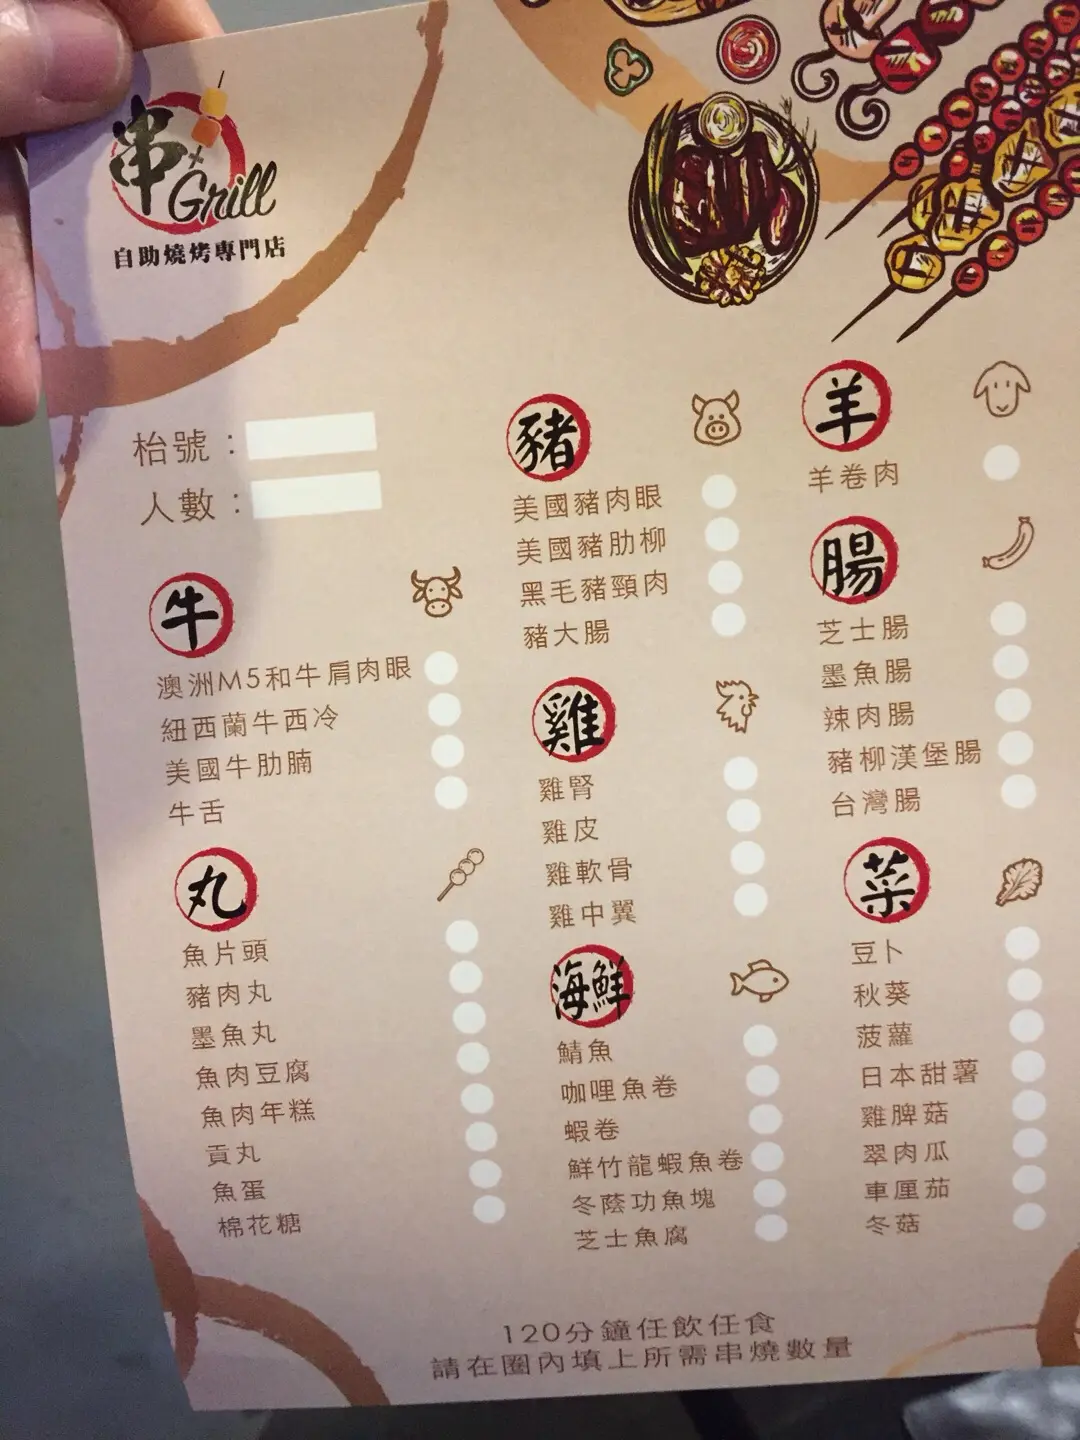 串
Grill
自助燒烤專門店
枱號：
人數：
牛
澳洲M5和牛肩肉眼
紐西蘭牛西冷
美國牛肋腩
牛舌
丸
魚片頭
豬肉丸
墨魚丸
魚肉豆腐
魚肉年糕
貢丸
魚蛋
棉花糖
豬
美國豬肉眼
美國豬肋柳
黑毛豬頸肉
豬大腸
雞
雞腎
雞皮
雞軟骨
雞中翼
海鮮
鯖魚
咖哩魚卷
蝦卷
鮮竹龍蝦魚卷
冬蔭功魚塊
芝士魚腐
羊
羊卷肉
腸
芝士腸
墨魚腸
辣肉腸
豬柳漢堡腸
台灣腸
菜
豆卜
秋葵
菠蘿
日本甜薯
雞脾菇
翠肉瓜
車厘茄
冬菇
120分鐘任飲任食
請在圈內填上所需串燒數量